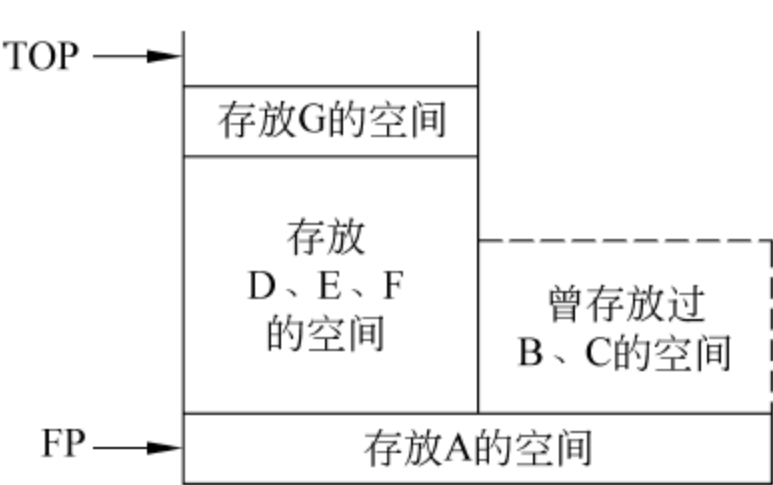 TOP
存放G的空间
存放
D、E、F
的空间
曾存放过
B、C的空间
FP
存放A的空间